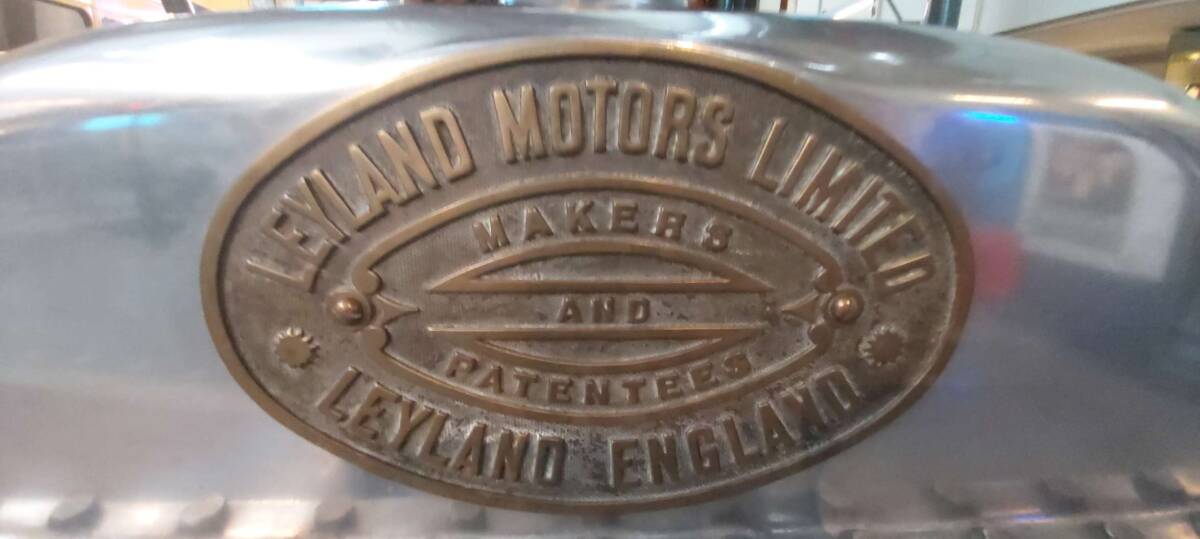 LEYLAND MOTORS LIMITED
MAKERS
AND
PATENTEES
LEYLAND ENGLAND